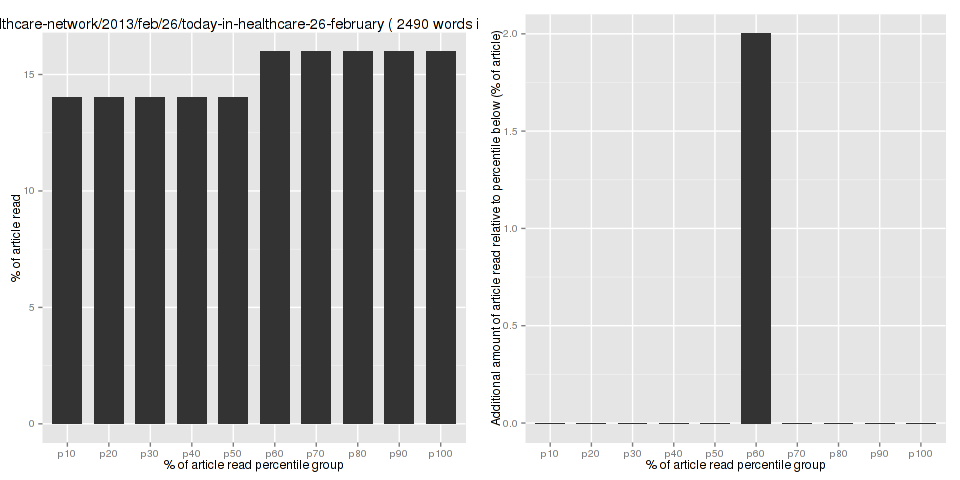 lthcare-network/2013/feb/26/today-in-healthcare-26-february ( 2490 words i
% of article read
15
10
5
0
p10 p20 p30 p40 p50 p60 p70 p80 p90 p100
% of article read percentile group
Additional amount of article read relative to percentile below (% of article)
2.0
1.5
1.0
0.5
0.0
p10 p20 p30 p40 p50 p60 p70 p80 p90 p100
% of article read percentile group